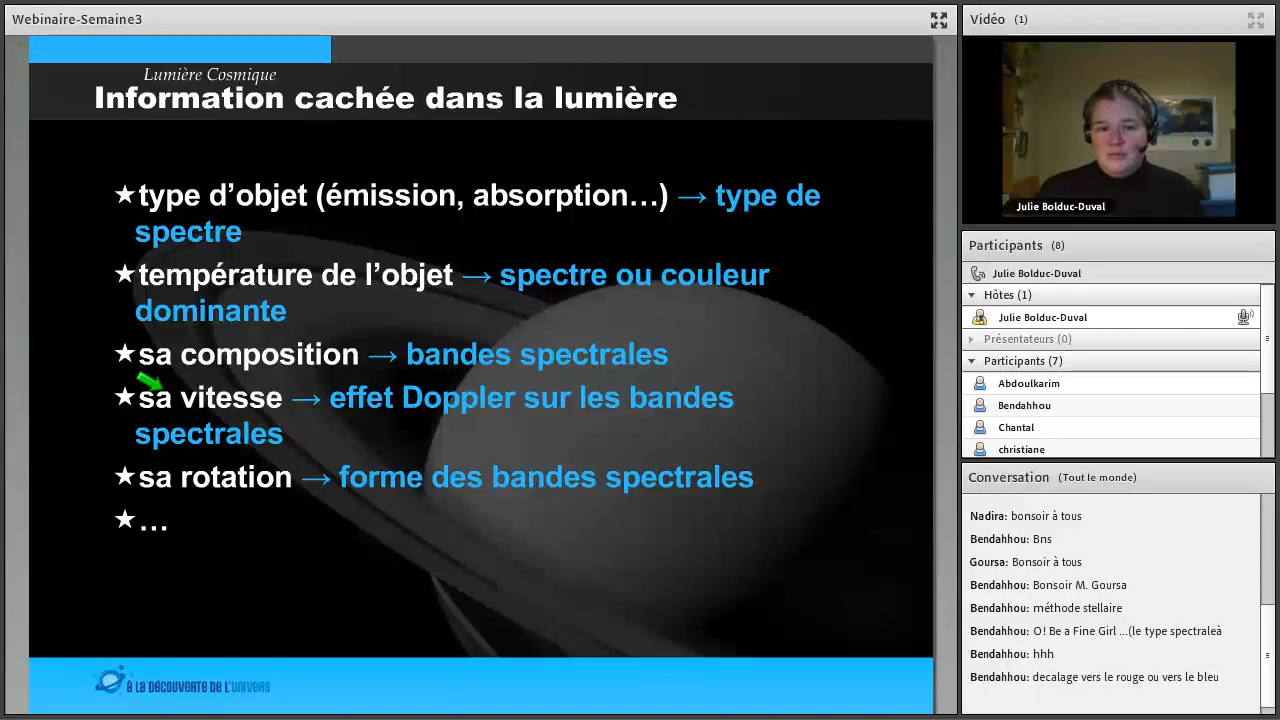 Webinaire-Semaine3
Lumière Cosmique
Information cachée dans la lumière
★type d’objet (émission, absorption…) → type de
spectre
★température de l’objet → spectre ou couleur
dominante
★sa composition → bandes spectrales
★sa vitesse → effet Doppler sur les bandes
spectrales
★sa rotation → forme des bandes spectrales
★…
À LA DÉCOUVERTE DE L'UNIVERS
Vidéo (1)
Julie Bolduc-Duval
Participants (8)
Julie Bolduc-Duval
Hôtes (1)
Julie Bolduc-Duval
Présentateurs (0)
Participants (7)
Abdoulkarim
Bendahhou
Chantal
christiane
Conversation (Tout le monde)
Nadira: bonsoir à tous
Bendahhou: Bns
Goursa: Bonsoir à tous
Bendahhou: Bonsoir M. Goursa
Bendahhou: méthode stellaire
Bendahhou: O! Be a Fine Girl ...(le type spectraleà
Bendahhou: hhh
Bendahhou: decalage vers le rouge ou vers le bleu